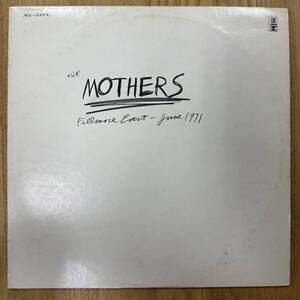 MS-2042
THE
MOTHERS
Fillmore East - June 1971